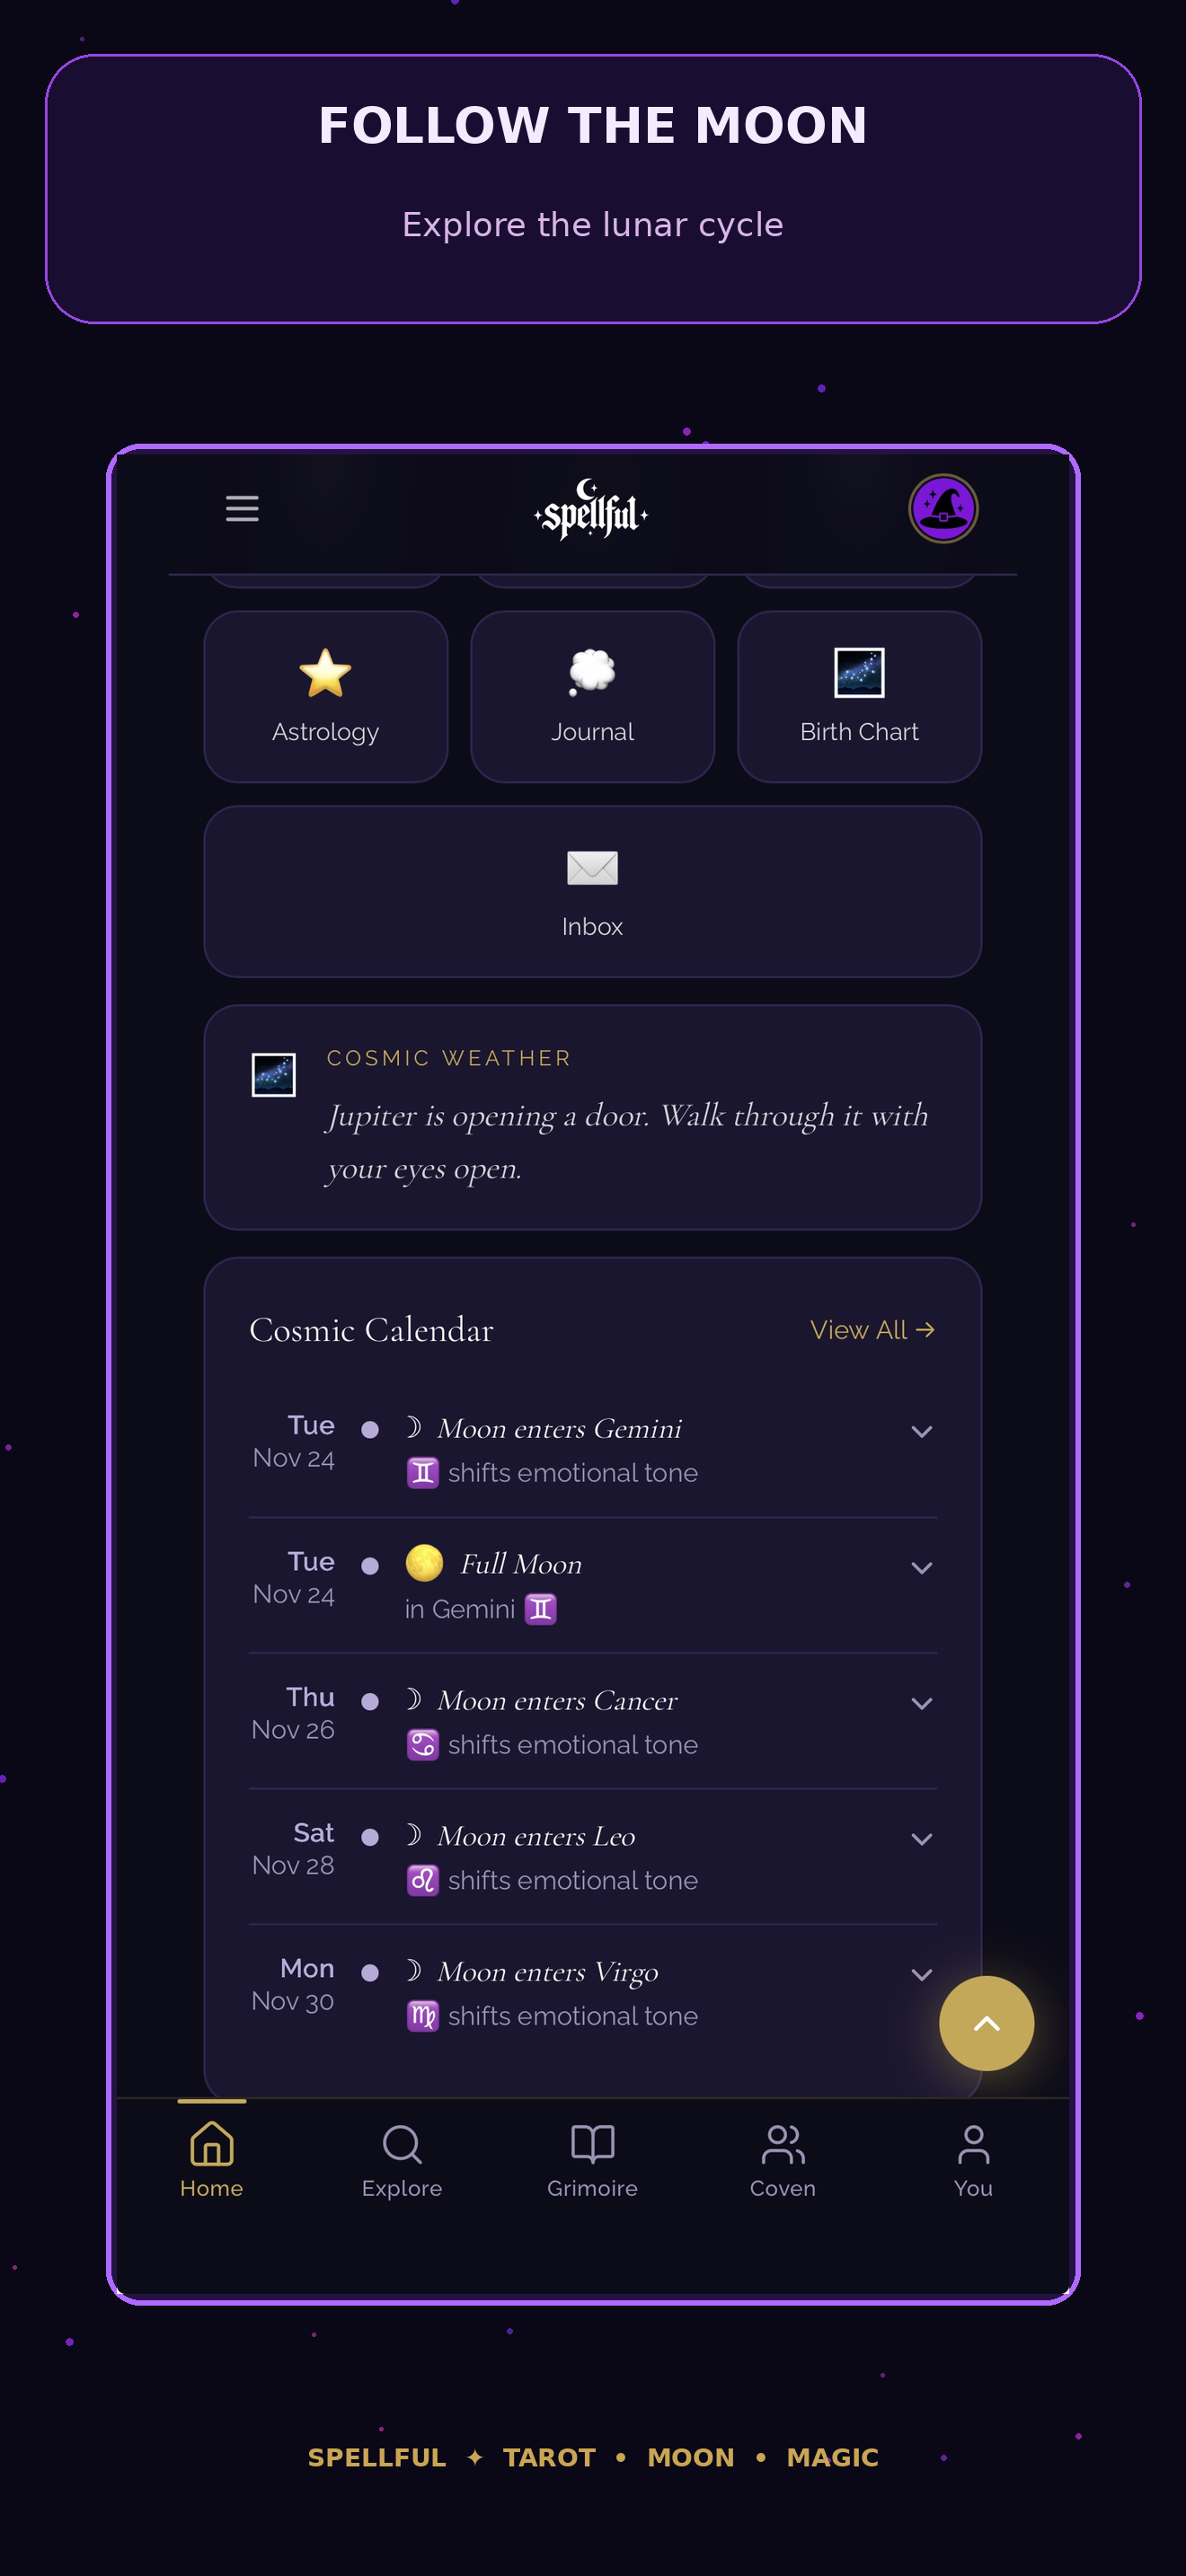 FOLLOW THE MOON
Explore the lunar cycle
spellful
Astrology
Journal
Birth Chart
Inbox
COSMIC WEATHER
Jupiter is opening a door. Walk through it with
your eyes open.
Cosmic Calendar
View All →
Tue
Nov 24
☽ Moon enters Gemini
♊ shifts emotional tone
Tue
Nov 24
🌕 Full Moon
in Gemini ♊
Thu
Nov 26
☽ Moon enters Cancer
♋ shifts emotional tone
Sat
Nov 28
☽ Moon enters Leo
♌ shifts emotional tone
Mon
Nov 30
☽ Moon enters Virgo
♍ shifts emotional tone
Home
Explore
Grimoire
Coven
You
SPELLFUL ✦ TAROT • MOON • MAGIC